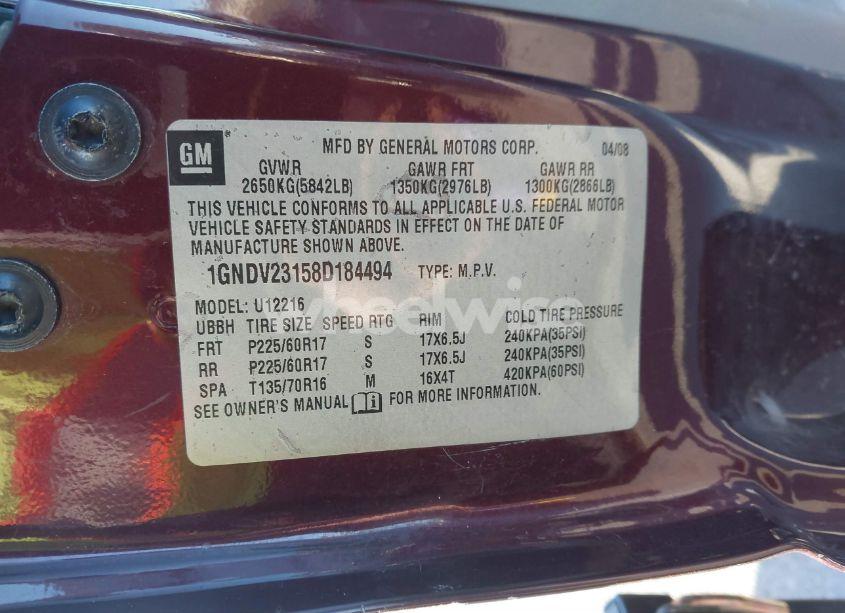 GM
MFD BY GENERAL MOTORS CORP. 04/08
GVWR GAWR FRT GAWR RR
2650KG(5842LB) 1350KG(2976LB) 1300KG(2866LB)
THIS VEHICLE CONFORMS TO ALL APPLICABLE U.S. FEDERAL MOTOR
VEHICLE SAFETY STANDARDS IN EFFECT ON THE DATE OF
MANUFACTURE SHOWN ABOVE.
1GNDV23158D184494 TYPE: M.P.V.
MODEL: U12216
UBBH TIRE SIZE SPEED RTG RIM COLD TIRE PRESSURE
FRT P225/60R17 S 17X6.5J 240KPA(35PSI)
RR P225/60R17 S 17X6.5J 240KPA(35PSI)
SPA T135/70R16 M 16X4T 420KPA(60PSI)
SEE OWNER'S MANUAL i FOR MORE INFORMATION.
wheelwise